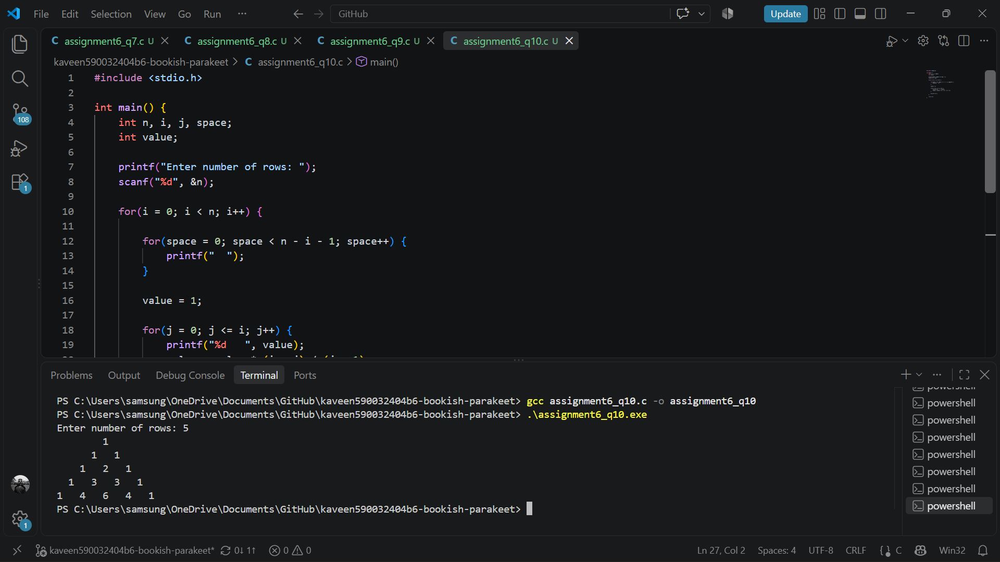 File Edit Selection View Go Run ··· GitHub Update
C assignment6_q7.c U C assignment6_q8.c U C assignment6_q9.c U C assignment6_q10.c U
kaveen590032404b6-bookish-parakeet > C assignment6_q10.c > main()
1 #include <stdio.h>
2
3 int main() {
4     int n, i, j, space;
5     int value;
6
7     printf("Enter number of rows: ");
8     scanf("%d", &n);
9
10     for(i = 0; i < n; i++) {
11
12         for(space = 0; space < n - i - 1; space++) {
13             printf("  ");
14         }
15
16         value = 1;
17
18         for(j = 0; j <= i; j++) {
19             printf("%d   ", value);
108
1
Problems Output Debug Console Terminal Ports
PS C:\Users\samsung\OneDrive\Documents\GitHub\kaveen590032404b6-bookish-parakeet> gcc assignment6_q10.c -o assignment6_q10
PS C:\Users\samsung\OneDrive\Documents\GitHub\kaveen590032404b6-bookish-parakeet> .\assignment6_q10.exe
Enter number of rows: 5
        1
      1   1
    1   2   1
  1   3   3   1
1   4   6   4   1
PS C:\Users\samsung\OneDrive\Documents\GitHub\kaveen590032404b6-bookish-parakeet>
powershell
powershell
powershell
powershell
powershell
powershell
powershell
powershell
1
kaveen590032404b6-bookish-parakeet* 0↓ 1↑ 0 0 Ln 27, Col 2 Spaces: 4 UTF-8 CRLF { } C Win32